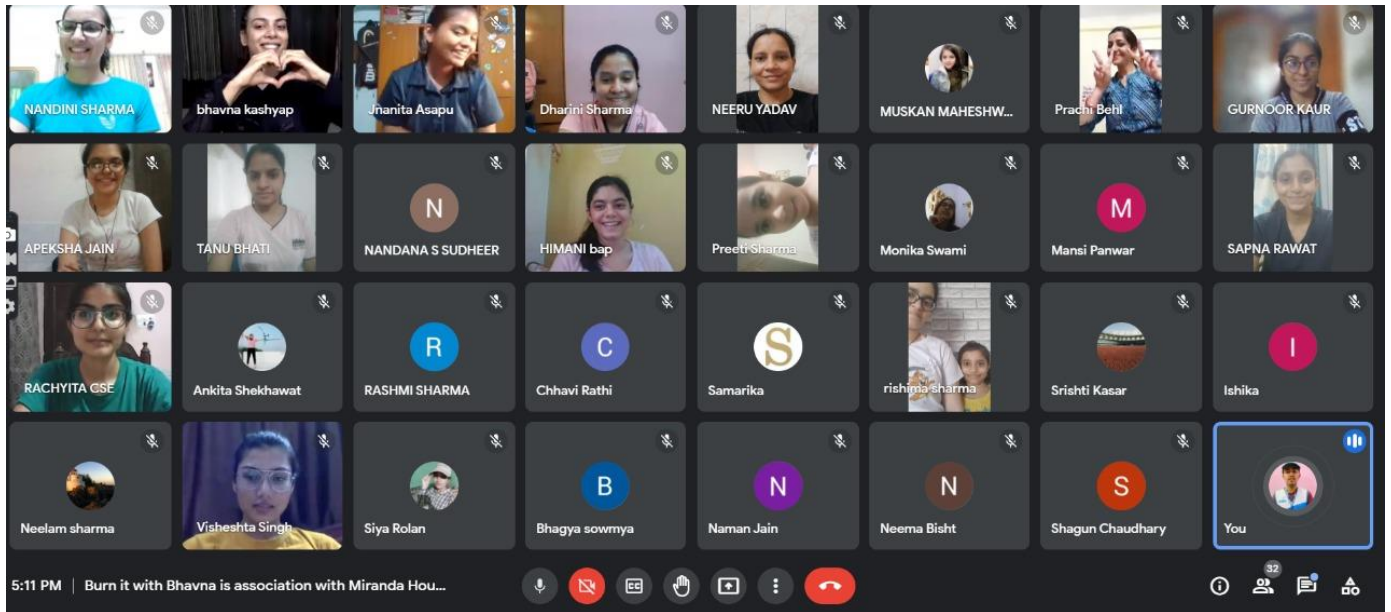 NANDINI SHARMA
bhavna kashyap
Jnanita Asapu
Dharini Sharma
NEERU YADAV
MUSKAN MAHESHW...
Prachi Behl
GURNOOR KAUR
APEKSHA JAIN
TANU BHATI
N
NANDANA S SUDHEER
HIMANI bap
Preeti Sharma
Monika Swami
M
Mansi Panwar
SAPNA RAWAT
RACHYITA CSE
Ankita Shekhawat
R
RASHMI SHARMA
C
Chhavi Rathi
S
Samarika
rishima sharma
Srishti Kasar
I
Ishika
Neelam sharma
Visheshta Singh
Siya Rolan
B
Bhagya sowmya
N
Naman Jain
N
Neema Bisht
S
Shagun Chaudhary
You
5:11 PM | Burn it with Bhavna is association with Miranda Hou...
CC
32